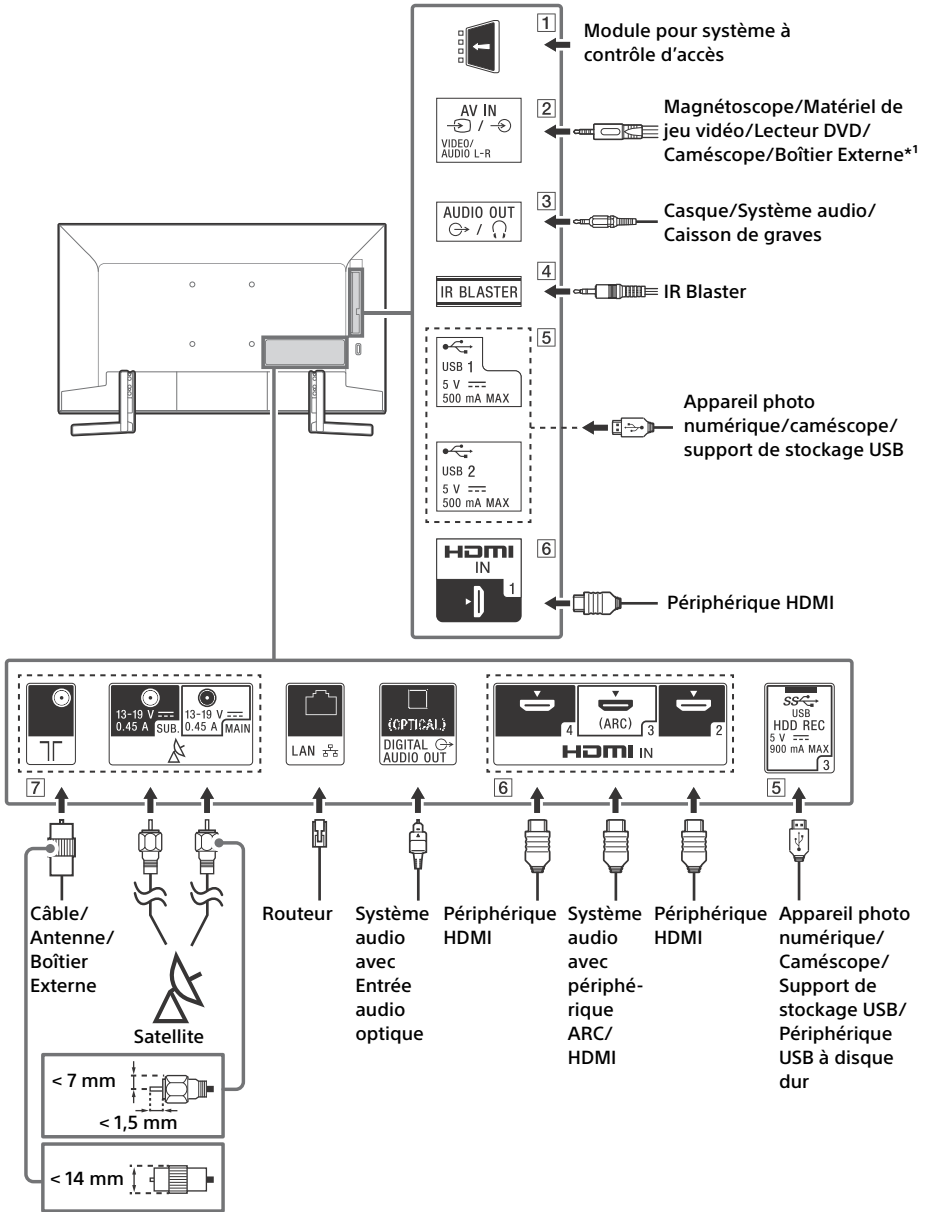 1
Module pour système à
contrôle d'accès
AV IN
/
VIDEO/
AUDIO L-R
2
Magnétoscope/Matériel de
jeu vidéo/Lecteur DVD/
Caméscope/Boîtier Externe*1
AUDIO OUT
/
3
Casque/Système audio/
Caisson de graves
4
IR BLASTER
IR Blaster
5
USB 1
5 V
500 mA MAX
USB 2
5 V
500 mA MAX
Appareil photo
numérique/caméscope/
support de stockage USB
HDMI
IN
1
6
Périphérique HDMI
13-19 V
0.45 A SUB.
13-19 V
0.45 A MAIN
LAN
(OPTICAL)
DIGITAL
AUDIO OUT
4
(ARC)
3
2
HDMI IN
SS
USB
HDD REC
5 V
900 mA MAX
3
7
6
5
Câble/
Antenne/
Boîtier
Externe
Satellite
Routeur
Système
audio
avec
Entrée
audio
optique
Périphérique
HDMI
Système
audio
avec
périphé-
rique
ARC/
HDMI
Périphérique
HDMI
Appareil photo
numérique/
Caméscope/
Support de
stockage USB/
Périphérique
USB à disque
dur
< 7 mm
< 1,5 mm
< 14 mm